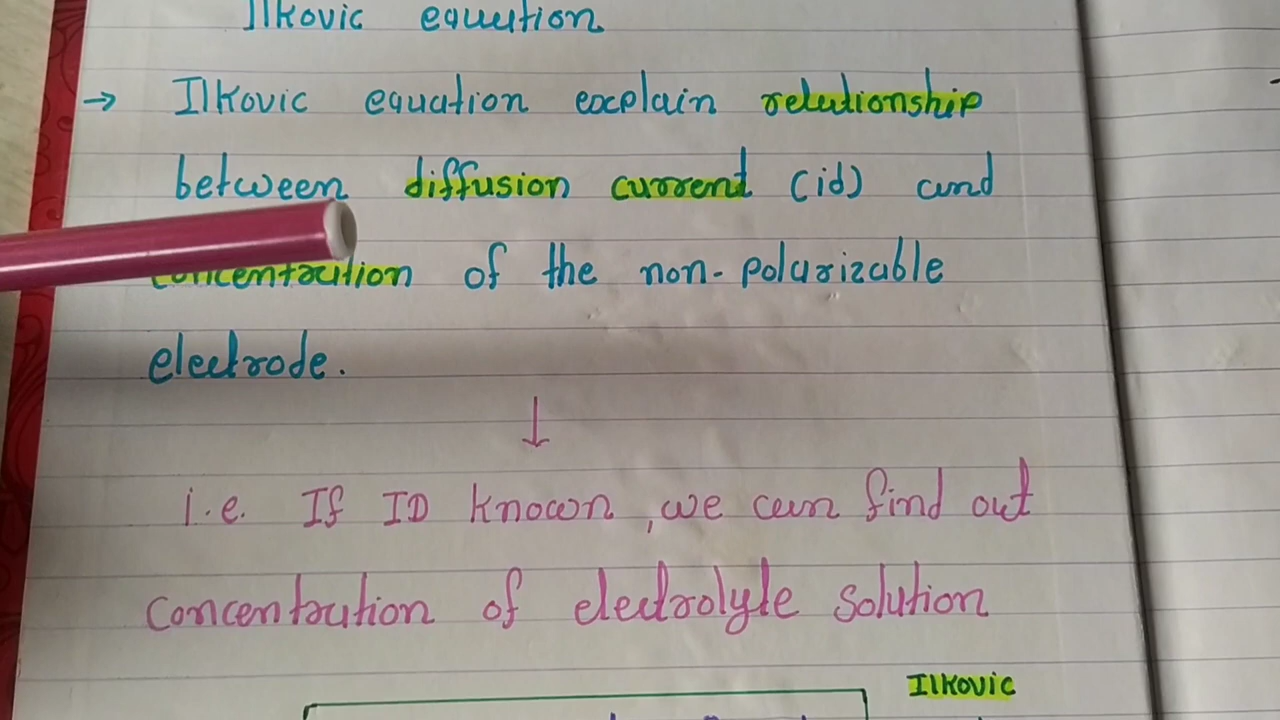 Ilkovic equation
→ Ilkovic equation explain relationship
between diffusion current (id) and
concentration of the non-polarizable
electrode.
↓
i.e. If ID known, we can find out
concentration of electrolyte solution
Ilkovic